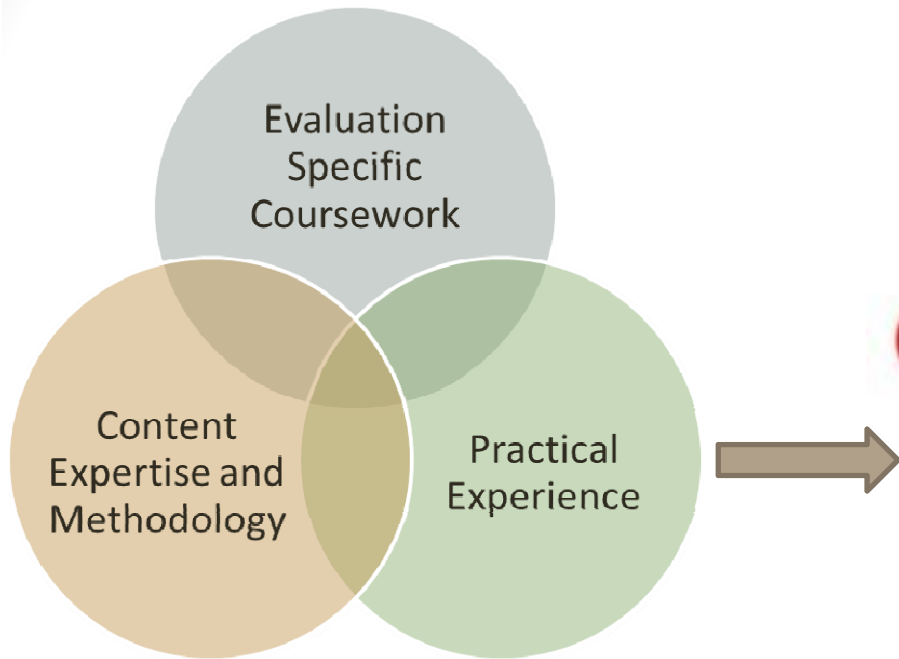 Evaluation
Specific
Coursework
Content
Expertise and
Methodology
Practical
Experience